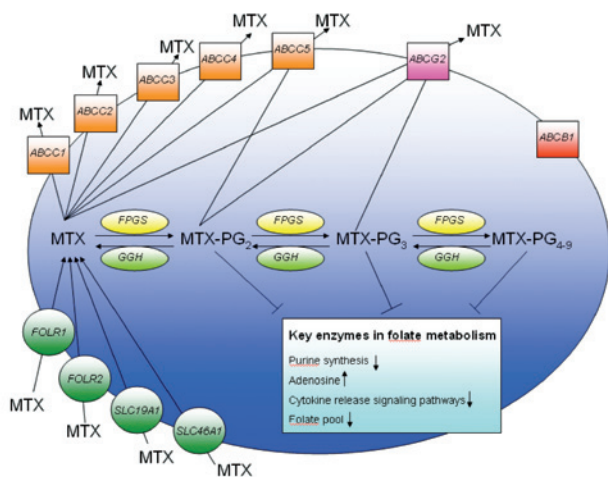 MTX
MTX
MTX
MTX
MTX
MTX
ABCC1
ABCC2
ABCC3
ABCC4
ABCC5
ABCG2
ABCB1
FPGS
FPGS
FPGS
MTX
MTX-PG2
MTX-PG3
MTX-PG4-9
GGH
GGH
GGH
Key enzymes in folate metabolism
Purine synthesis ↓
Adenosine ↑
Cytokine release signaling pathways ↓
Folate pool ↓
FOLR1
FOLR2
SLC19A1
SLC46A1
MTX
MTX
MTX
MTX